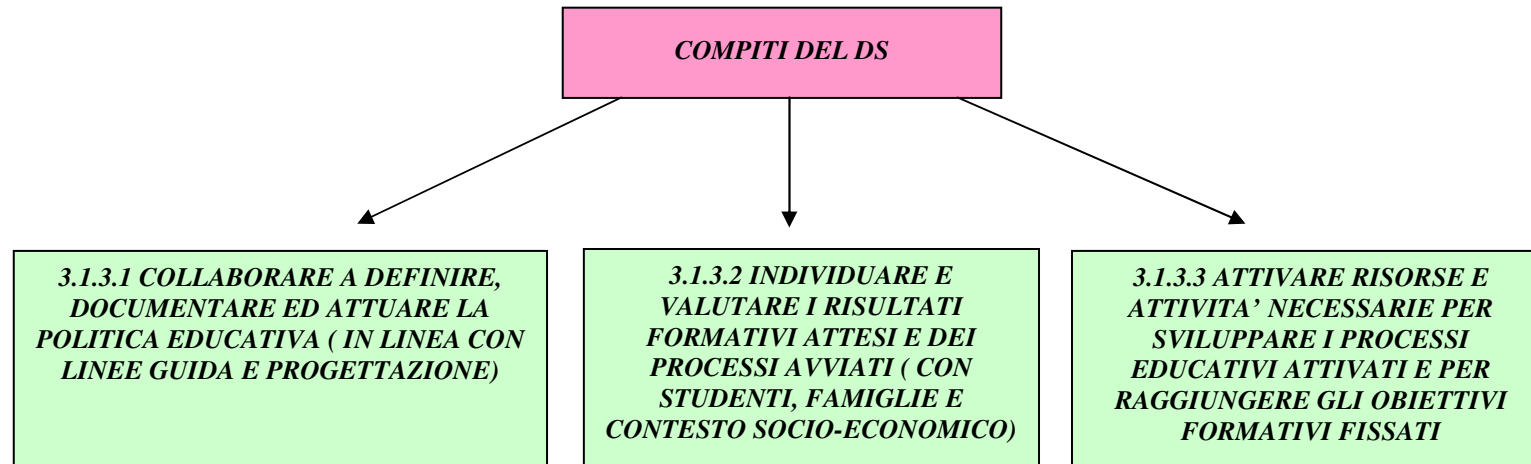 COMPITI DEL DS
3.1.3.1 COLLABORARE A DEFINIRE,
DOCUMENTARE ED ATTUARE LA
POLITICA EDUCATIVA ( IN LINEA CON
LINEE GUIDA E PROGETTAZIONE)
3.1.3.2 INDIVIDUARE E
VALUTARE I RISULTATI
FORMATIVI ATTESI E DEI
PROCESSI AVVIATI ( CON
STUDENTI, FAMIGLIE E
CONTESTO SOCIO-ECONOMICO)
3.1.3.3 ATTIVARE RISORSE E
ATTIVITA’ NECESSARIE PER
SVILUPPARE I PROCESSI
EDUCATIVI ATTIVATI E PER
RAGGIUNGERE GLI OBIETTIVI
FORMATIVI FISSATI